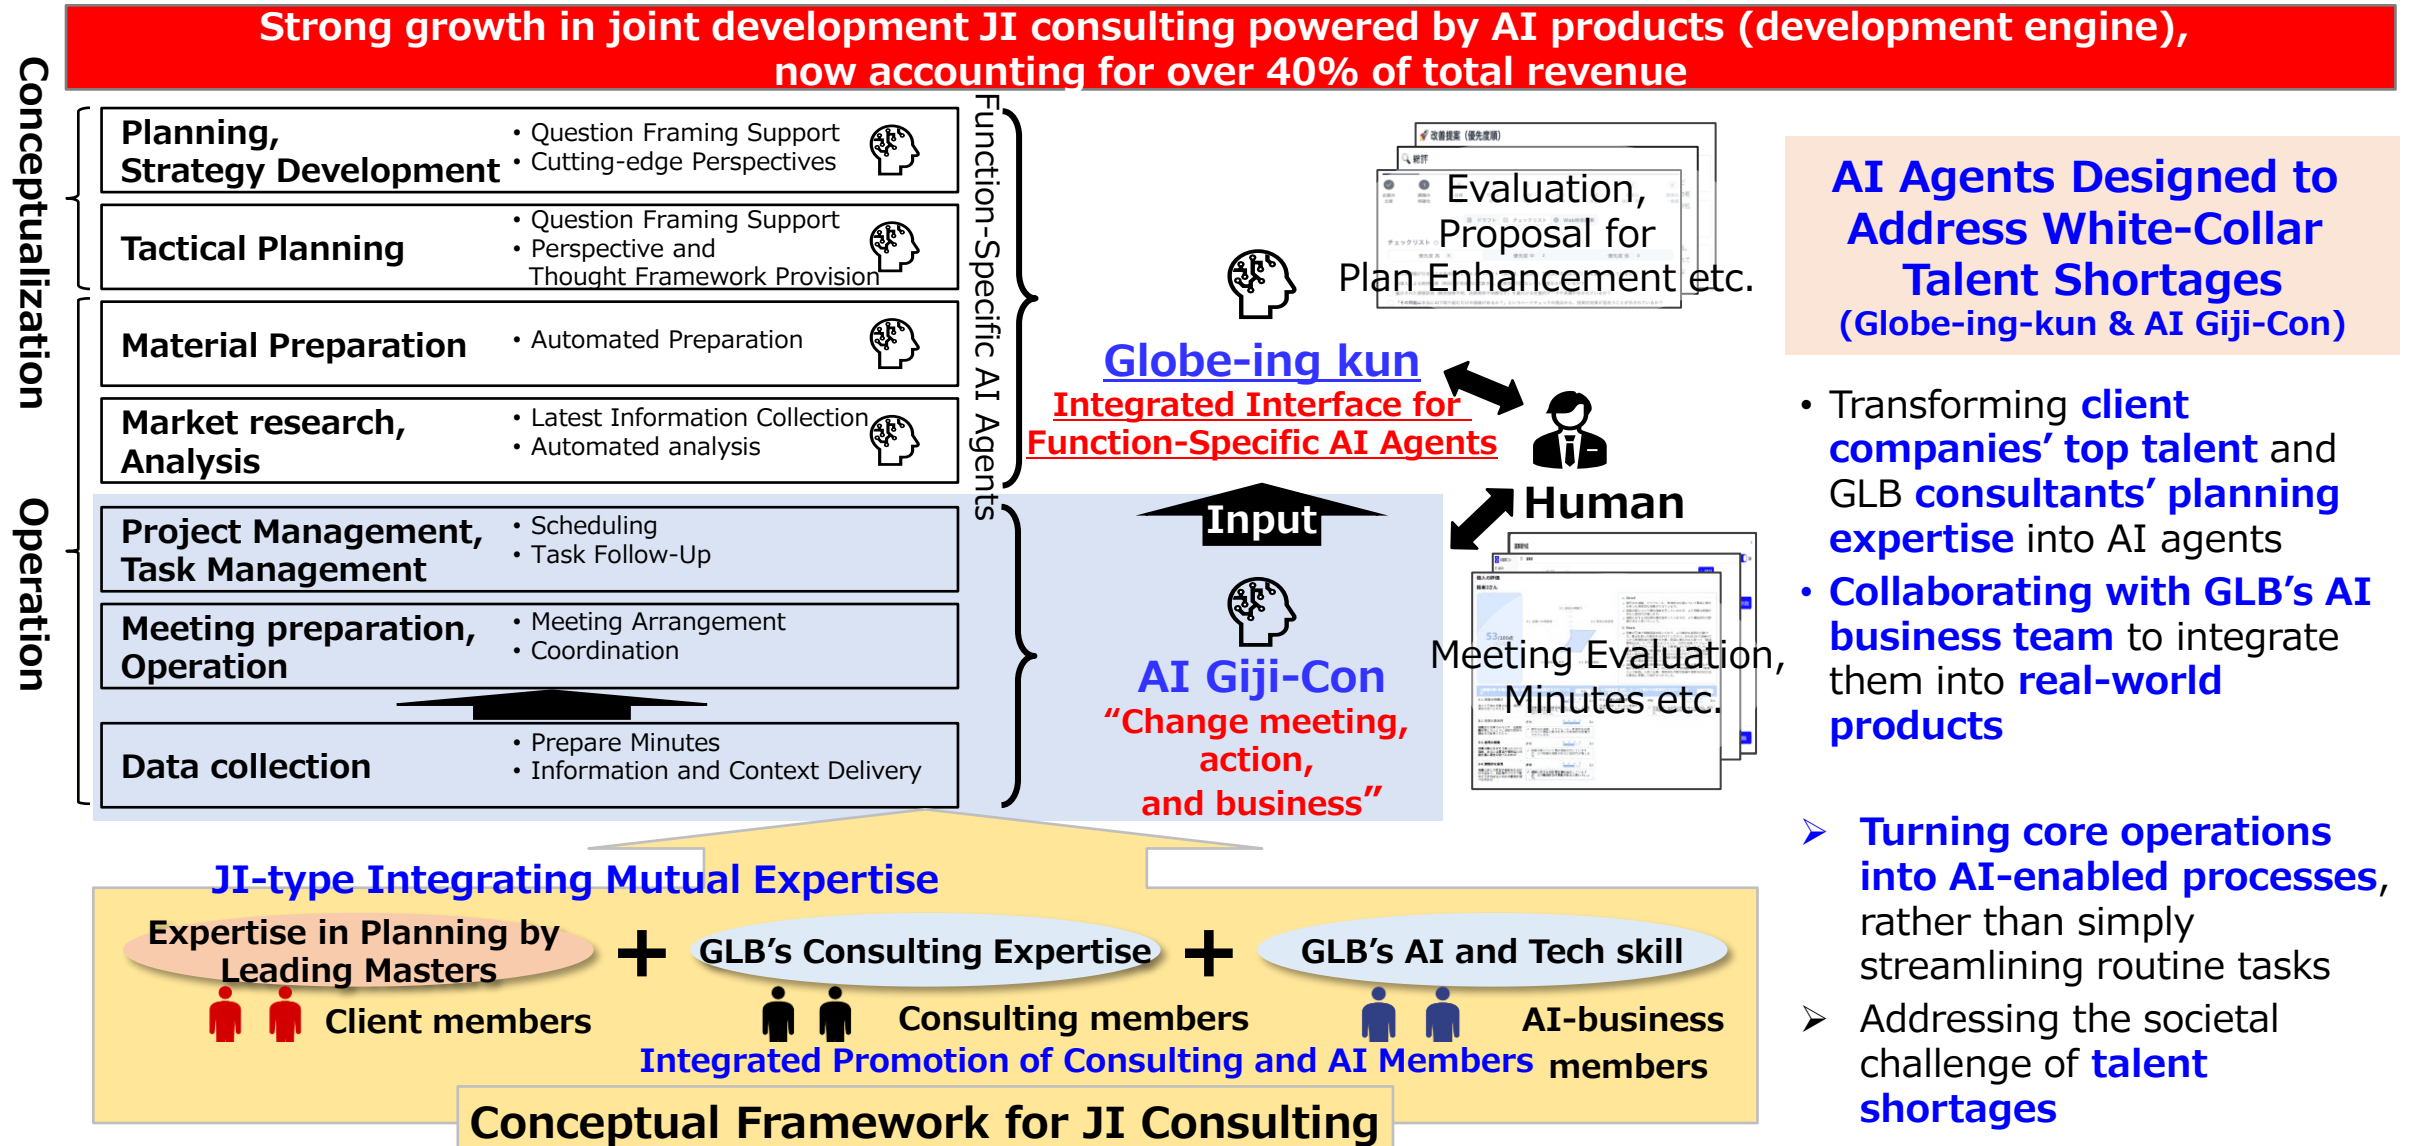 Strong growth in joint development JI consulting powered by AI products (development engine),
now accounting for over 40% of total revenue
Conceptualization
Operation
Planning,
Strategy Development
• Question Framing Support
• Cutting-edge Perspectives
Tactical Planning
• Question Framing Support
• Perspective and
Thought Framework Provision
Material Preparation
• Automated Preparation
Market research,
Analysis
• Latest Information Collection
• Automated analysis
Project Management,
Task Management
• Scheduling
• Task Follow-Up
Meeting preparation,
Operation
• Meeting Arrangement
• Coordination
Data collection
• Prepare Minutes
• Information and Context Delivery
Function-Specific AI Agents
Globe-ing kun
Integrated Interface for
Function-Specific AI Agents
Input
AI Giji-Con
“Change meeting,
action,
and business”
改善提案（優先度順）
総評
Evaluation,
Proposal for
Plan Enhancement etc.
Human
53
Meeting Evaluation,
Minutes etc.
AI Agents Designed to
Address White-Collar
Talent Shortages
(Globe-ing-kun & AI Giji-Con)
• Transforming client
companies’ top talent and
GLB consultants’ planning
expertise into AI agents
• Collaborating with GLB’s AI
business team to integrate
them into real-world
products
➢ Turning core operations
into AI-enabled processes,
rather than simply
streamlining routine tasks
➢ Addressing the societal
challenge of talent
shortages
JI-type Integrating Mutual Expertise
Expertise in Planning by
Leading Masters
+
GLB’s Consulting Expertise
+
GLB’s AI and Tech skill
Client members
Consulting members
AI-business
members
Integrated Promotion of Consulting and AI Members
Conceptual Framework for JI Consulting